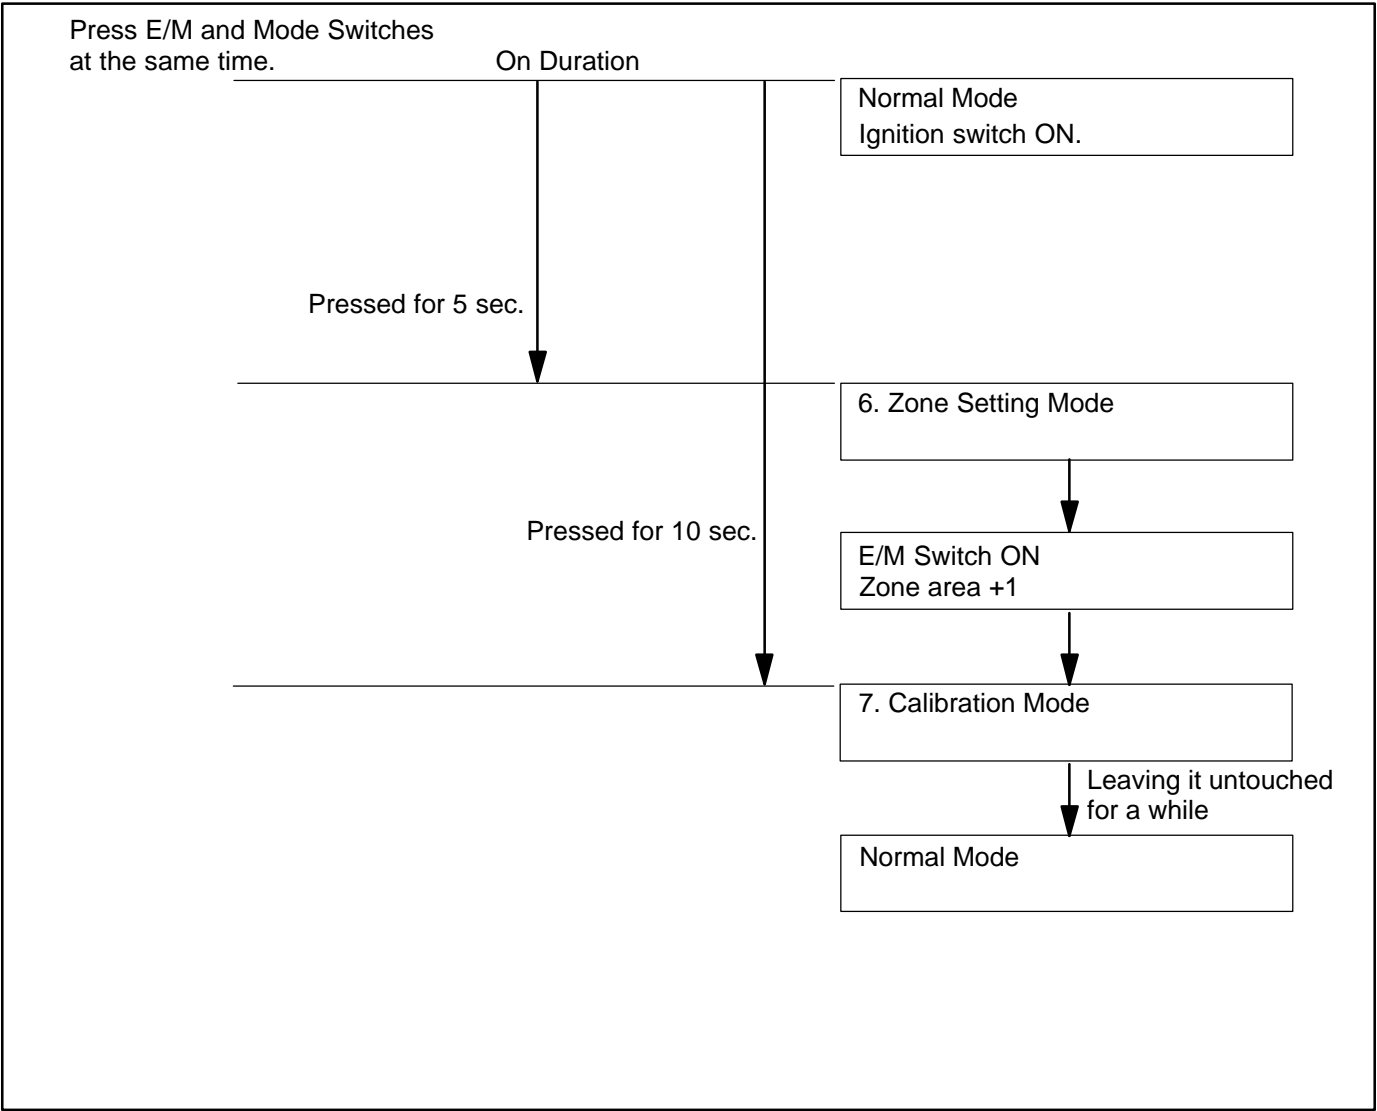 Press E/M and Mode Switches
at the same time.
On Duration
Normal Mode
Ignition switch ON.
Pressed for 5 sec.
6. Zone Setting Mode
Pressed for 10 sec.
E/M Switch ON
Zone area +1
7. Calibration Mode
Leaving it untouched
for a while
Normal Mode